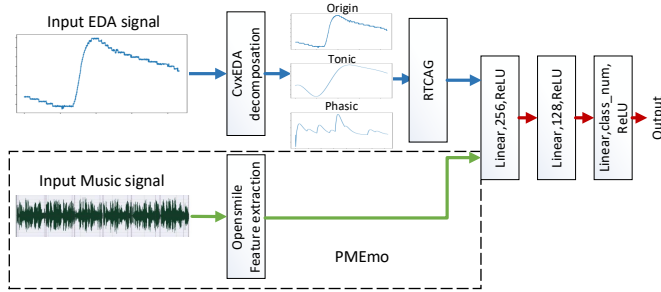 Input EDA signal
CvxEDA
decomposation
Origin
Tonic
Phasic
RTCAG
Linear,256,ReLU
Linear,128,ReLU
Linear,class_num,
ReLU
Output
Input Music signal
Opensmile
Feature extraction
PMEmo